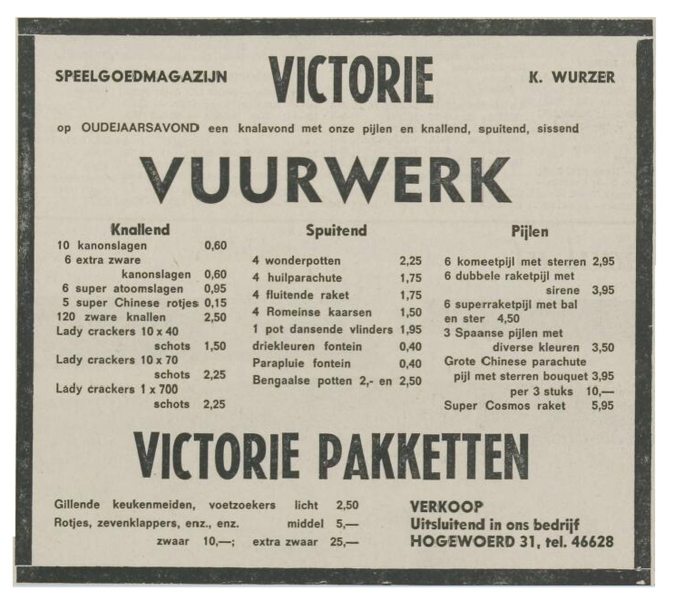 SPEELGOEDMAGAZIJN VICTORIE K. WURZER
op OUDEJAARSAVOND een knalavond met onze pijlen en knallend, spuitend, sissend
VUURWERK
Knallend
10 kanonslagen 0,60
6 extra zware
kanonslagen 0,60
6 super atoomslagen 0,95
5 super Chinese rotjes 0,15
120 zware knallen 2,50
Lady crackers 10 x 40
schots 1,50
Lady crackers 10 x 70
schots 2,25
Lady crackers 1 x 700
schots 2,25
Spuitend
4 wonderpotten 2,25
4 huilparachute 1,75
4 fluitende raket 1,75
4 Romeinse kaarsen 1,50
1 pot dansende vlinders 1,95
driekleuren fontein 0,40
Parapluie fontein 0,40
Bengaalse potten 2,- en 2,50
Pijlen
6 komeetpijl met sterren 2,95
6 dubbele raketpijl met
sirene 3,95
6 superraketpijl met bal
en ster 4,50
3 Spaanse pijlen met
diverse kleuren 3,50
Grote Chinese parachute
pijl met sterren bouquet 3,95
per 3 stuks 10,—
Super Cosmos raket 5,95
VICTORIE PAKKETTEN
Gillende keukenmeiden, voetzoekers licht 2,50
Rotjes, zevenklappers, enz., enz. middel 5,—
zwaar 10,—; extra zwaar 25,—
VERKOOP
Uitsluitend in ons bedrijf
HOGEWOERD 31, tel. 46628